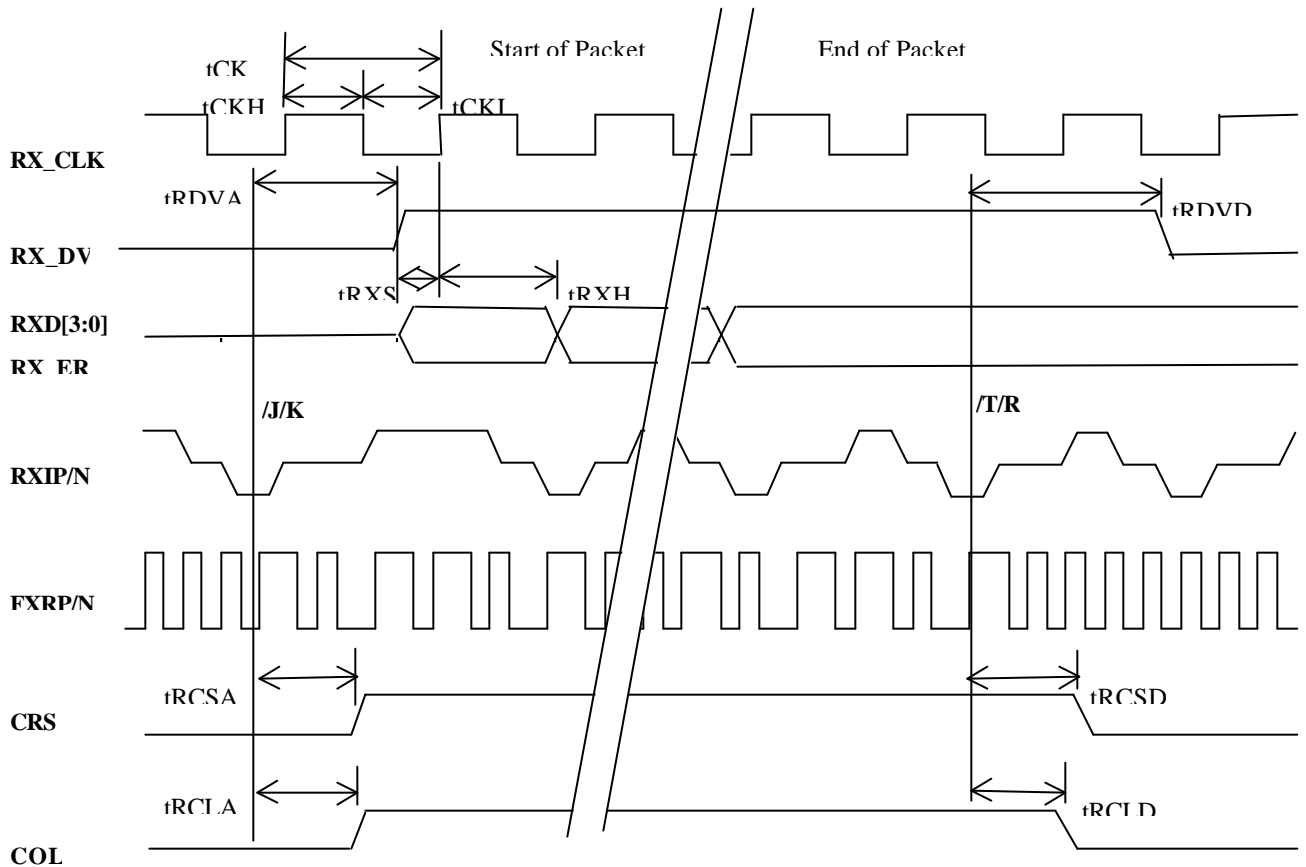 Start of Packet
End of Packet
tCK
tCKH
tCKL
RX_CLK
tRDVA
tRDVD
RX_DV
tRXS
tRXH
RXD[3:0]
RX_ER
/J/K
/T/R
RXIP/N
FXRP/N
tRCSA
tRCSD
CRS
tRCLA
tRCLD
COL